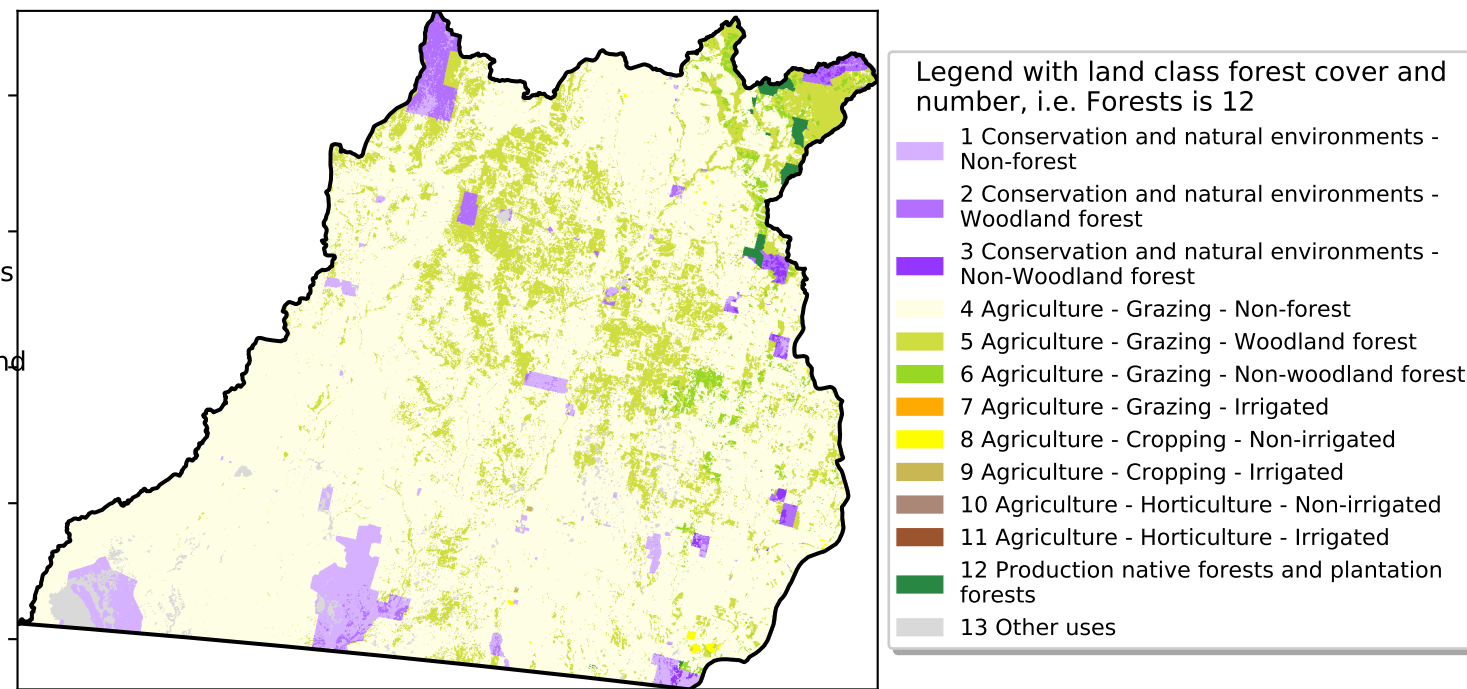 s
nd
Legend with land class forest cover and
number, i.e. Forests is 12
1 Conservation and natural environments -
Non-forest
2 Conservation and natural environments -
Woodland forest
3 Conservation and natural environments -
Non-Woodland forest
4 Agriculture - Grazing - Non-forest
5 Agriculture - Grazing - Woodland forest
6 Agriculture - Grazing - Non-woodland forest
7 Agriculture - Grazing - Irrigated
8 Agriculture - Cropping - Non-irrigated
9 Agriculture - Cropping - Irrigated
10 Agriculture - Horticulture - Non-irrigated
11 Agriculture - Horticulture - Irrigated
12 Production native forests and plantation
forests
13 Other uses